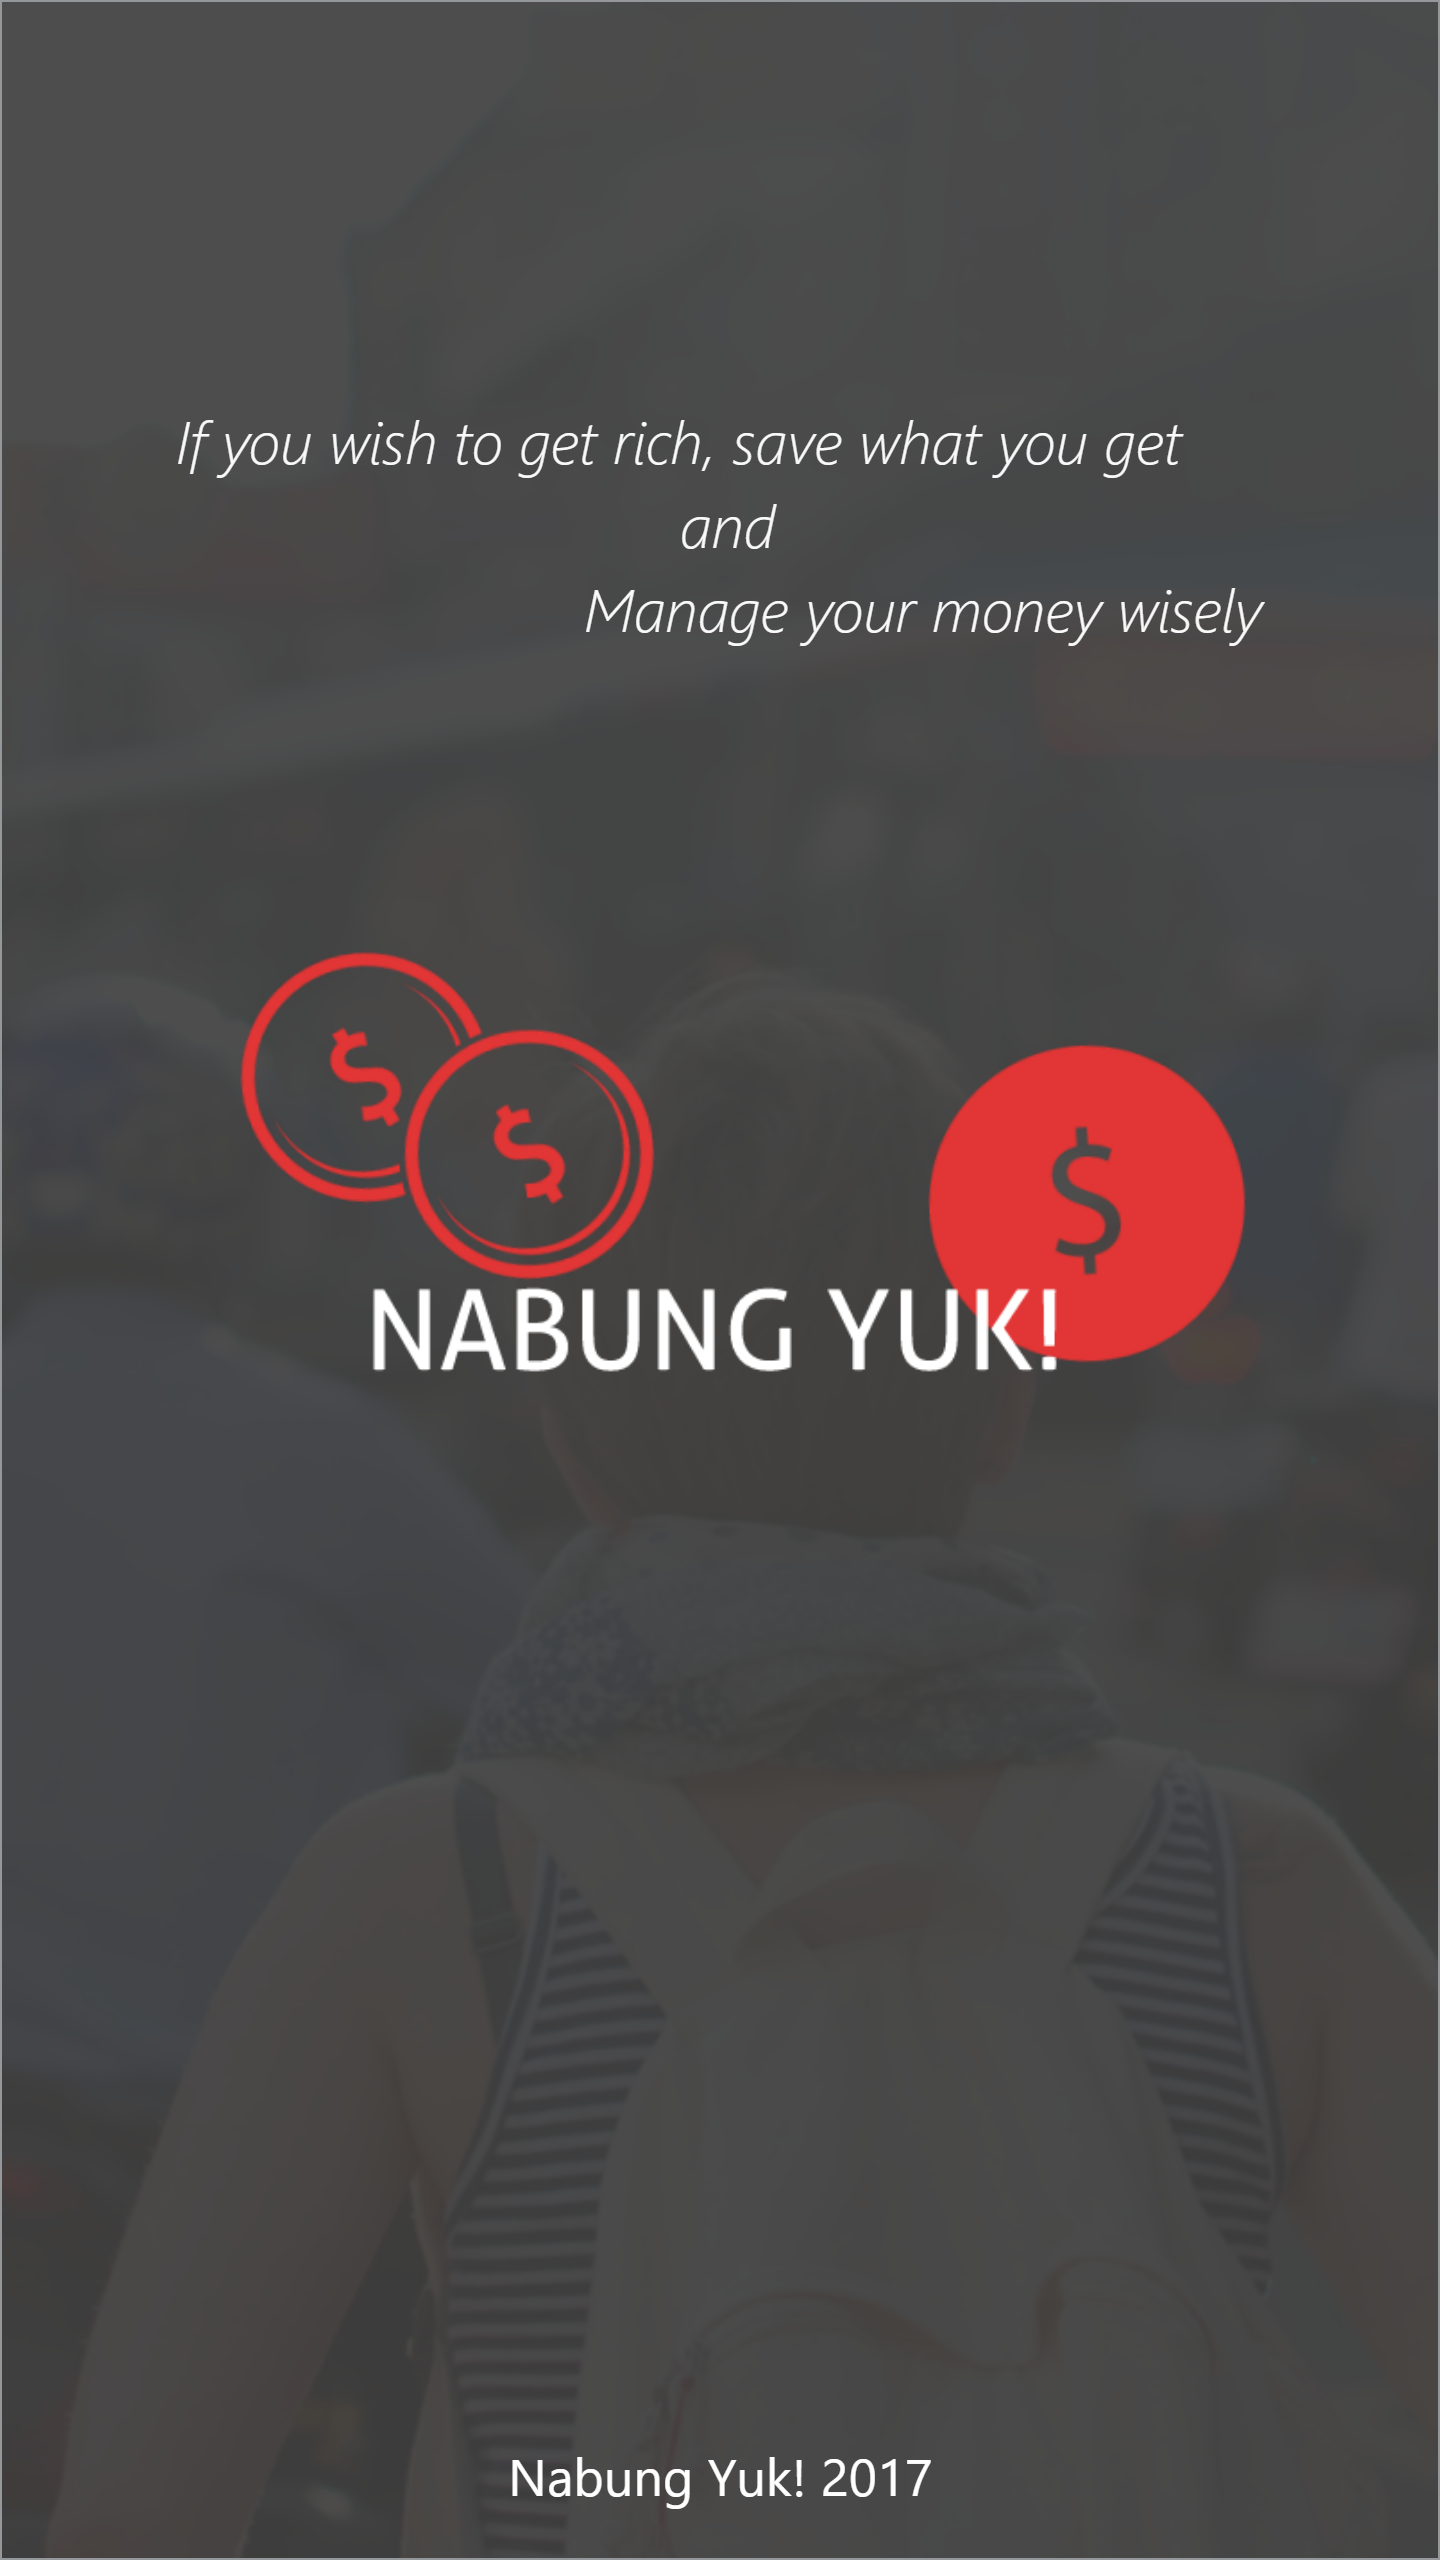 If you wish to get rich, save what you get
and
Manage your money wisely
$
$
$
NABUNG YUK!
Nabung Yuk! 2017